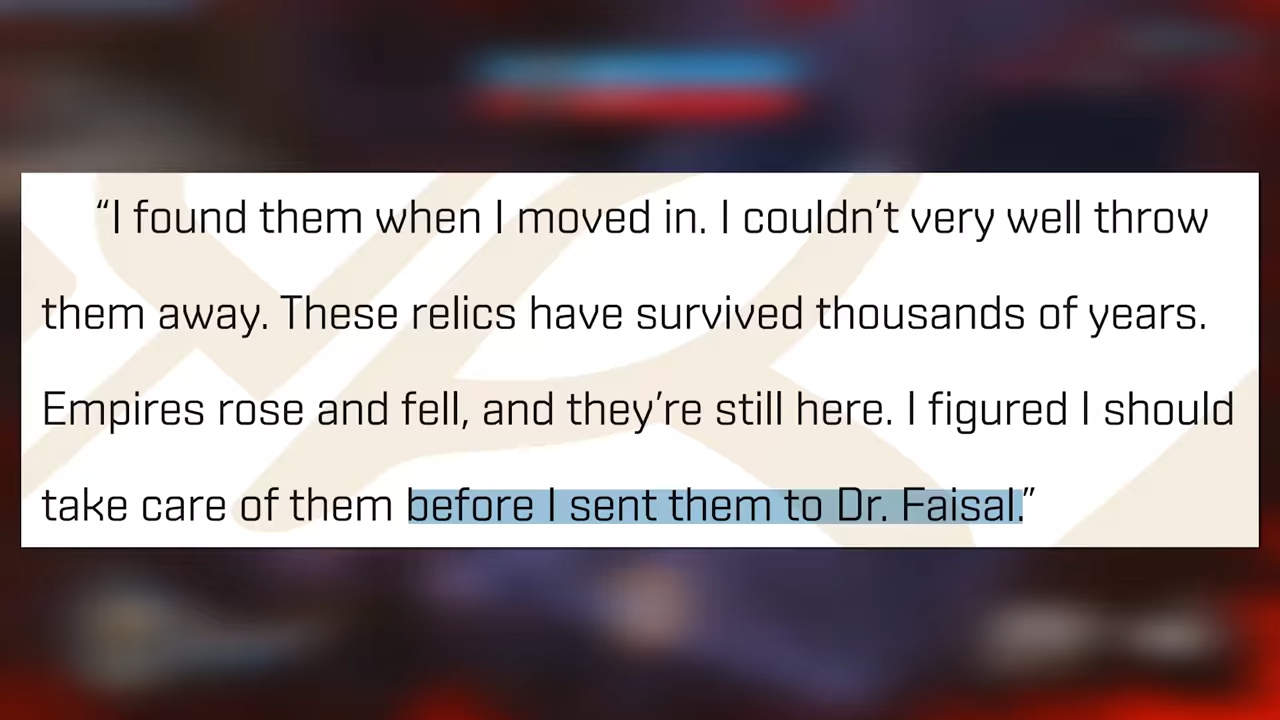 “I found them when I moved in. I couldn’t very well throw
them away. These relics have survived thousands of years.
Empires rose and fell, and they’re still here. I figured I should
take care of them before I sent them to Dr. Faisal.”